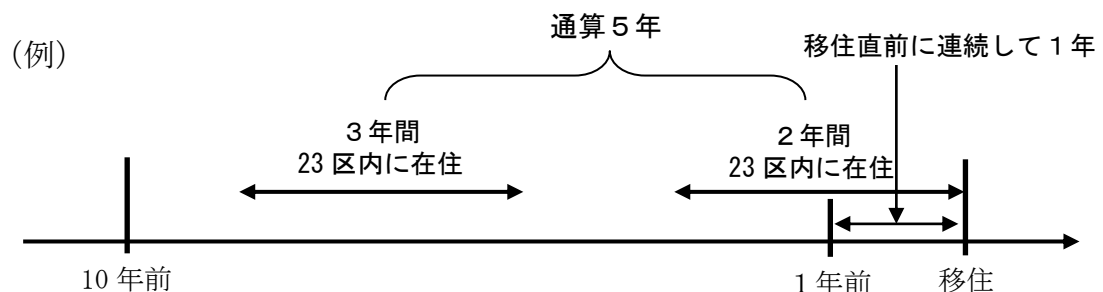 通算５年
（例）
移住直前に連続して１年
３年間
23 区内に在住
２年間
23 区内に在住
10 年前
１年前
移住